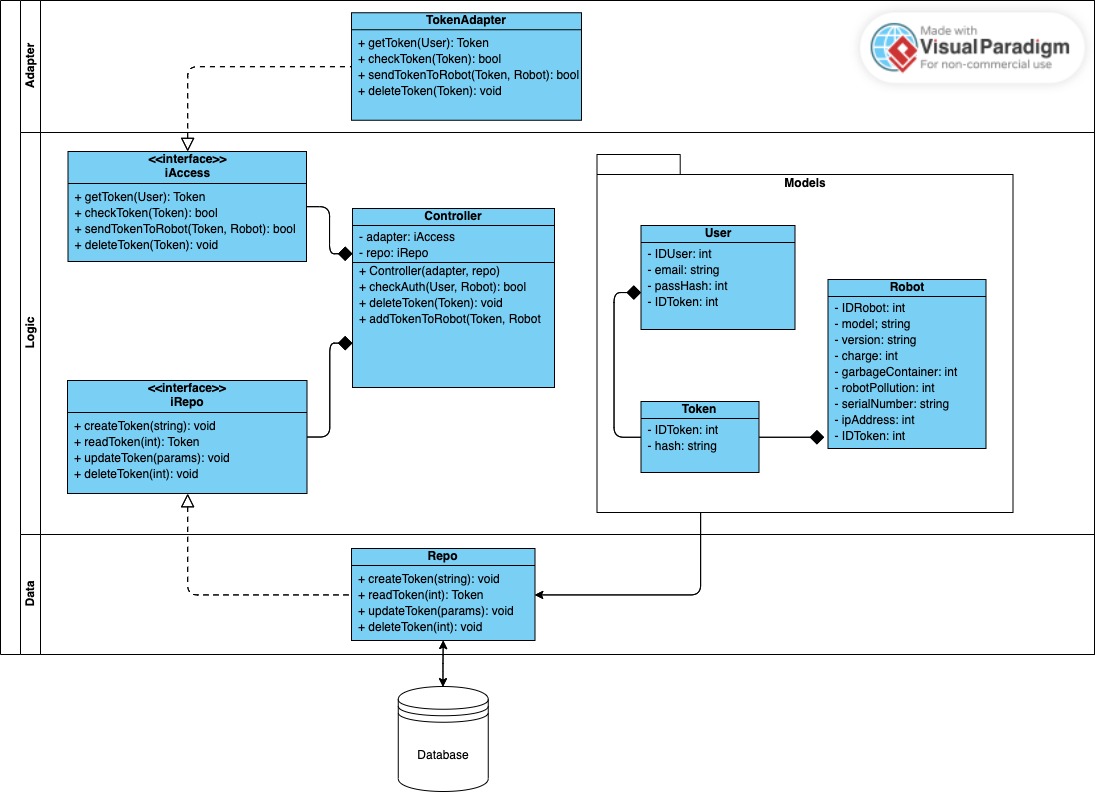 Adapter
TokenAdapter
+ getToken(User): Token
+ checkToken(Token): bool
+ sendTokenToRobot(Token, Robot): bool
+ deleteToken(Token): void
Made with
VisualParadigm
For non-commercial use
Logic
<<interface>>
iAccess
+ getToken(User): Token
+ checkToken(Token): bool
+ sendTokenToRobot(Token, Robot): bool
+ deleteToken(Token): void
Controller
- adapter: iAccess
- repo: iRepo
+ Controller(adapter, repo)
+ checkAuth(User, Robot): bool
+ deleteToken(Token): void
+ addTokenToRobot(Token, Robot
<<interface>>
iRepo
+ createToken(string): void
+ readToken(int): Token
+ updateToken(params): void
+ deleteToken(int): void
Models
User
- IDUser: int
- email: string
- passHash: int
- IDToken: int
Robot
- IDRobot: int
- model; string
- version: string
- charge: int
- garbageContainer: int
- robotPollution: int
- serialNumber: string
- ipAddress: int
- IDToken: int
Token
- IDToken: int
- hash: string
Data
Repo
+ createToken(string): void
+ readToken(int): Token
+ updateToken(params): void
+ deleteToken(int): void
Database